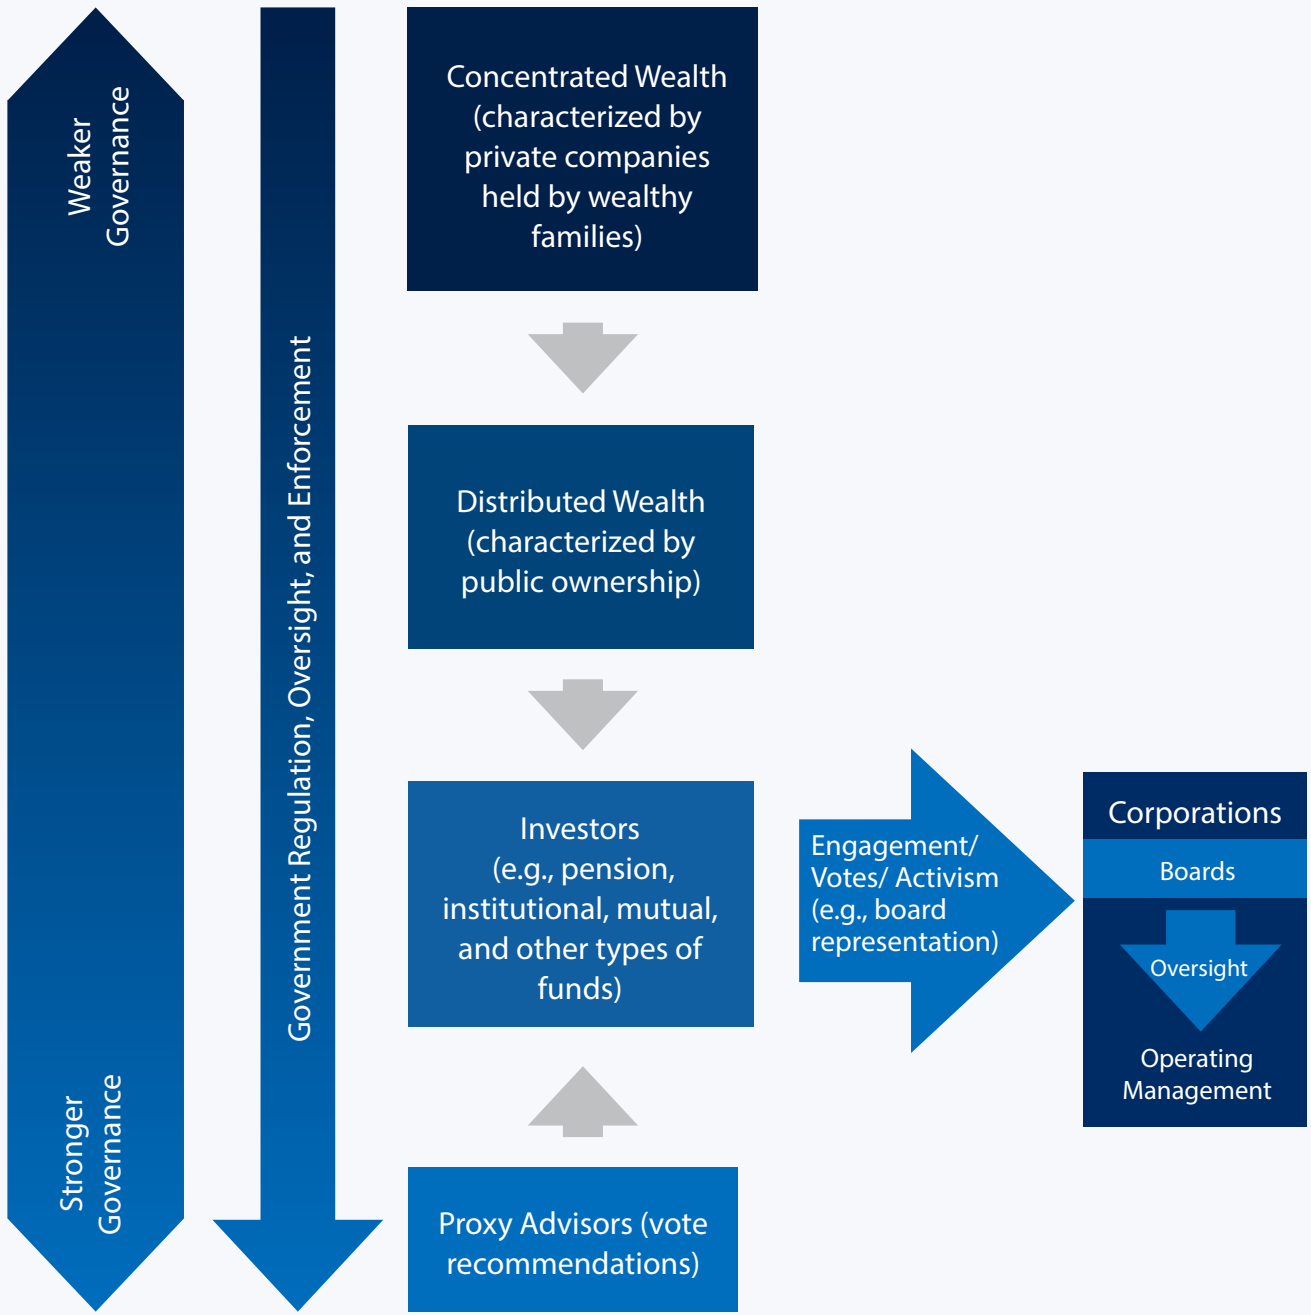 Weaker
Governance
Stronger
Governance
Government Regulation, Oversight, and Enforcement
Concentrated Wealth
(characterized by
private companies
held by wealthy
families)
Distributed Wealth
(characterized by
public ownership)
Investors
(e.g., pension,
institutional, mutual,
and other types of
funds)
Proxy Advisors (vote
recommendations)
Engagement/
Votes/ Activism
(e.g., board
representation)
Corporations
Boards
Oversight
Operating
Management